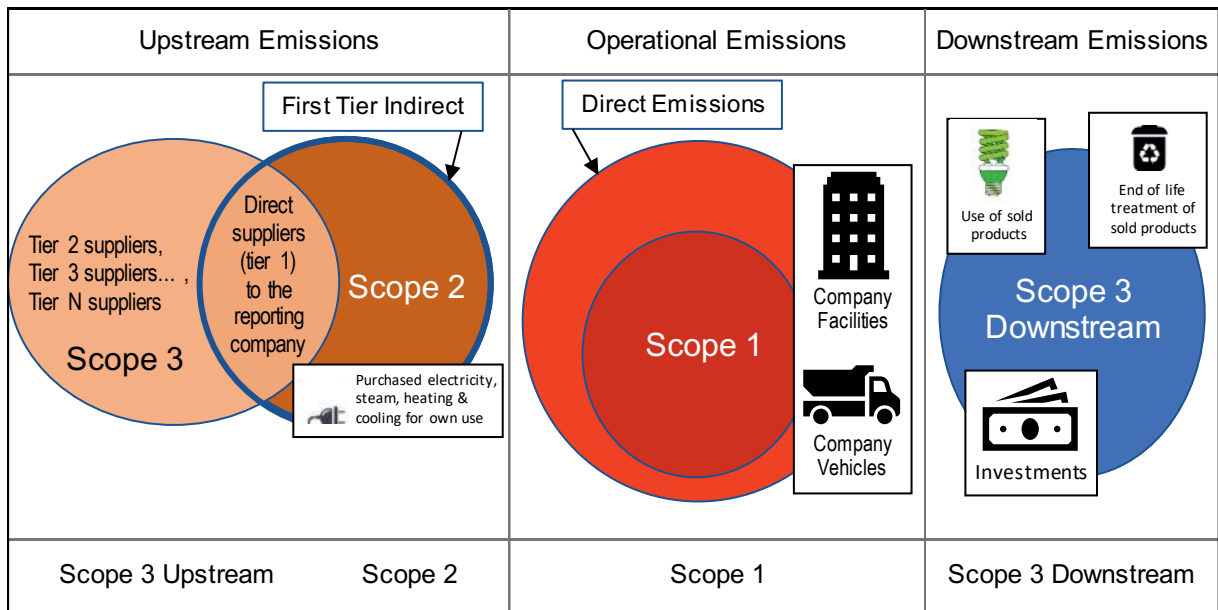 Upstream Emissions
Operational Emissions
Downstream Emissions
First Tier Indirect
Direct Emissions
Tier 2 suppliers,
Tier 3 suppliers... ,
Tier N suppliers
Scope 3
Direct
suppliers
(tier 1)
to the
reporting
company
Scope 2
Purchased electricity,
steam, heating &
cooling for own use
Scope 1
Company
Facilities
Company
Vehicles
Use of sold
products
End of life
treatment of
sold products
Scope 3
Downstream
Investments
Scope 3 Upstream
Scope 2
Scope 1
Scope 3 Downstream